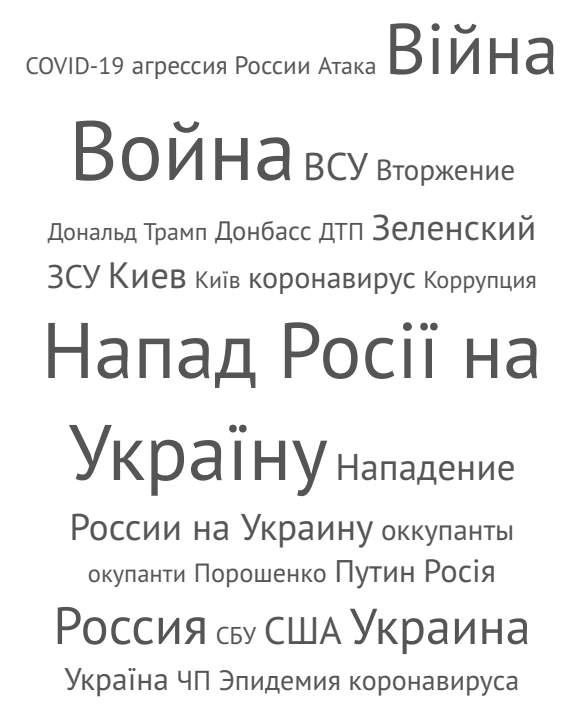 COVID-19 агрессия России Атака Війна
Война ВСУ Вторжение
Дональд Трамп Донбасс ДТП Зеленский
ЗСУ Киев Київ коронавирус Коррупция
Напад Росії на
Україну Нападение
России на Украину оккупанты
окупанти Порошенко Путин Росія
Россия СБУ США Украина
Україна ЧП Эпидемия коронавируса